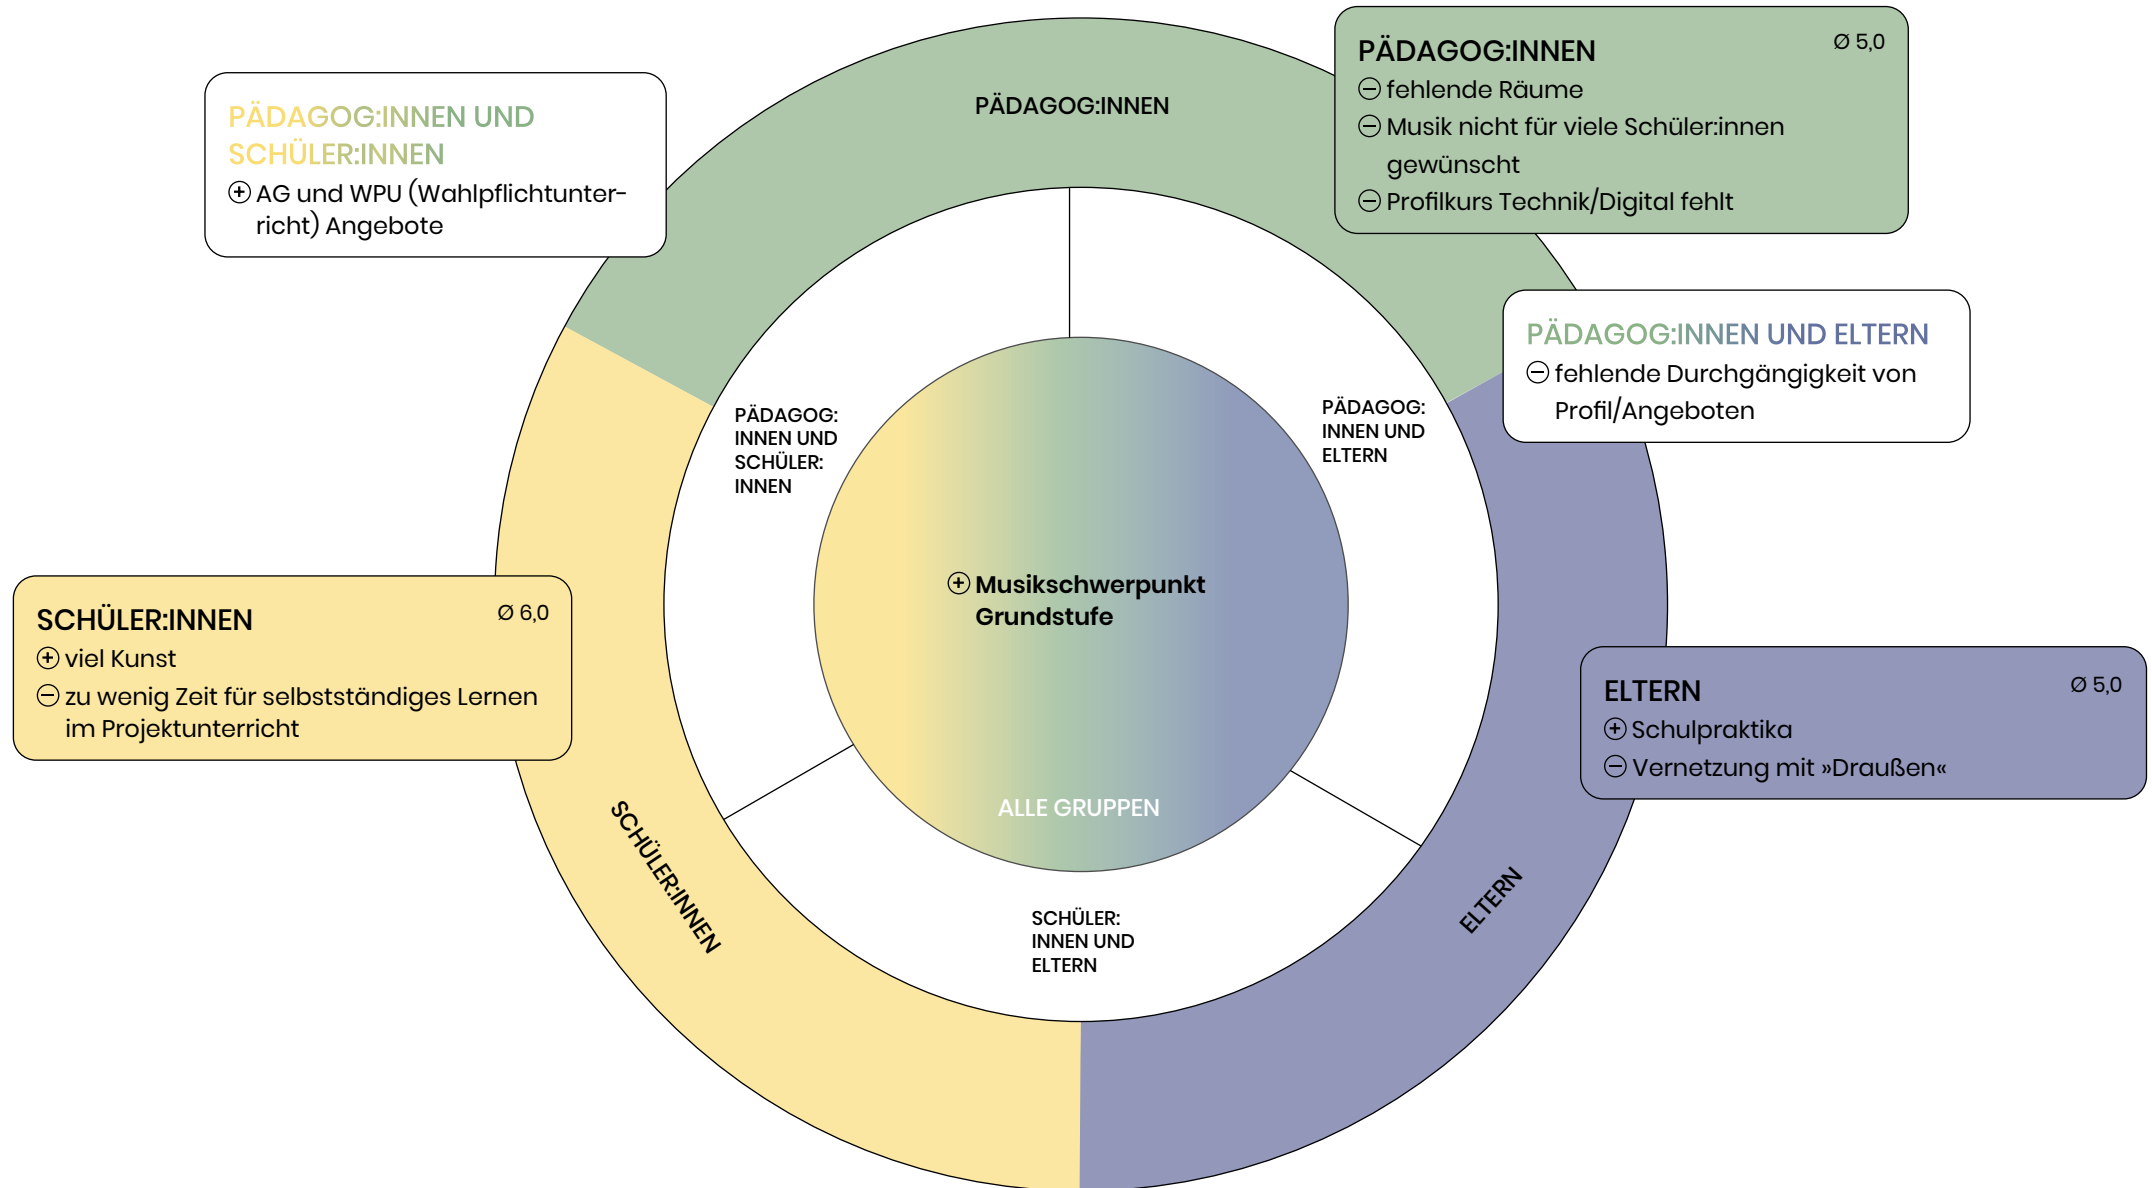 PÄDAGOG:INNEN UND
SCHÜLER:INNEN
⊕ AG und WPU (Wahlpflichtunter-
richt) Angebote
PÄDAGOG:INNEN
PÄDAGOG:INNEN Ø 5,0
⊖ fehlende Räume
⊖ Musik nicht für viele Schüler:innen
gewünscht
⊖ Profilkurs Technik/Digital fehlt
PÄDAGOG:INNEN UND ELTERN
⊖ fehlende Durchgängigkeit von
Profil/Angeboten
PÄDAGOG:
INNEN UND
SCHÜLER:
INNEN
PÄDAGOG:
INNEN UND
ELTERN
⊕ Musikschwerpunkt
Grundstufe
ALLE GRUPPEN
SCHÜLER:INNEN Ø 6,0
⊕ viel Kunst
⊖ zu wenig Zeit für selbstständiges Lernen
im Projektunterricht
ELTERN Ø 5,0
⊕ Schulpraktika
⊖ Vernetzung mit »Draußen«
SCHÜLER:INNEN
ELTERN
SCHÜLER:
INNEN UND
ELTERN